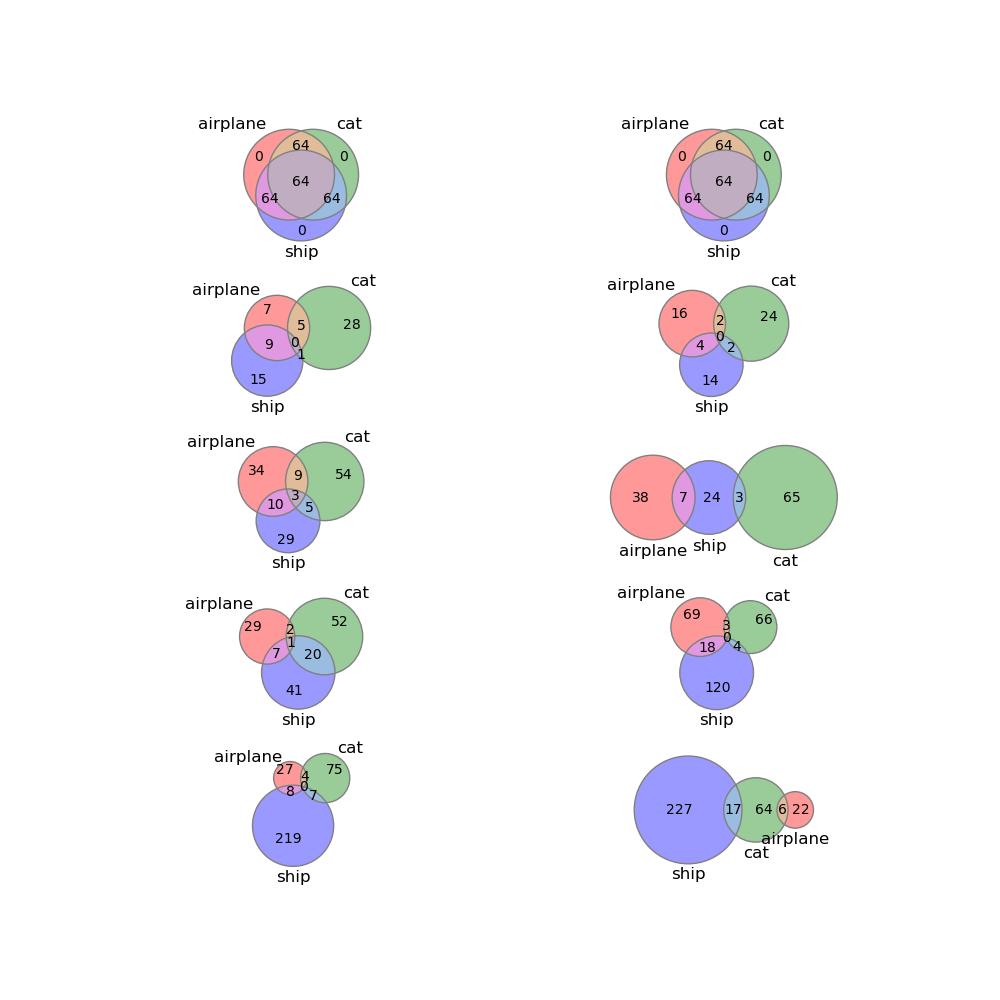 airplane cat
64
0 0
64
64 64
0
ship
airplane cat
64
0 0
64
64 64
0
ship
airplane cat
7
5 28
9 0
1
15
ship
airplane cat
16 2 24
0
4 2
14
ship
airplane cat
34 9 54
3
10 5
29
ship
38 7 24 3 65
airplane ship
cat
airplane cat
29 2 52
1
7 20
41
ship
airplane cat
69 3 66
0
18 4
120
ship
airplane cat
27 4 75
0
8 7
219
ship
227 17 64 6 22
airplane
cat
ship